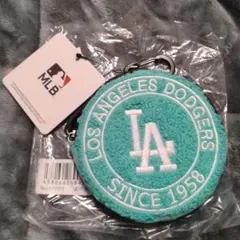 MLB
LOS ANGELES DODGERS
LA
SINCE 1958